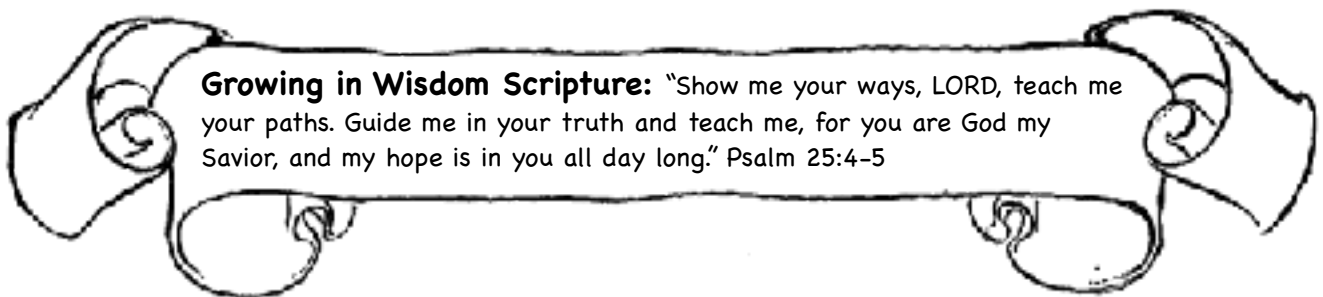 Growing in Wisdom Scripture: “Show me your ways, LORD, teach me
your paths. Guide me in your truth and teach me, for you are God my
Savior, and my hope is in you all day long.” Psalm 25:4-5